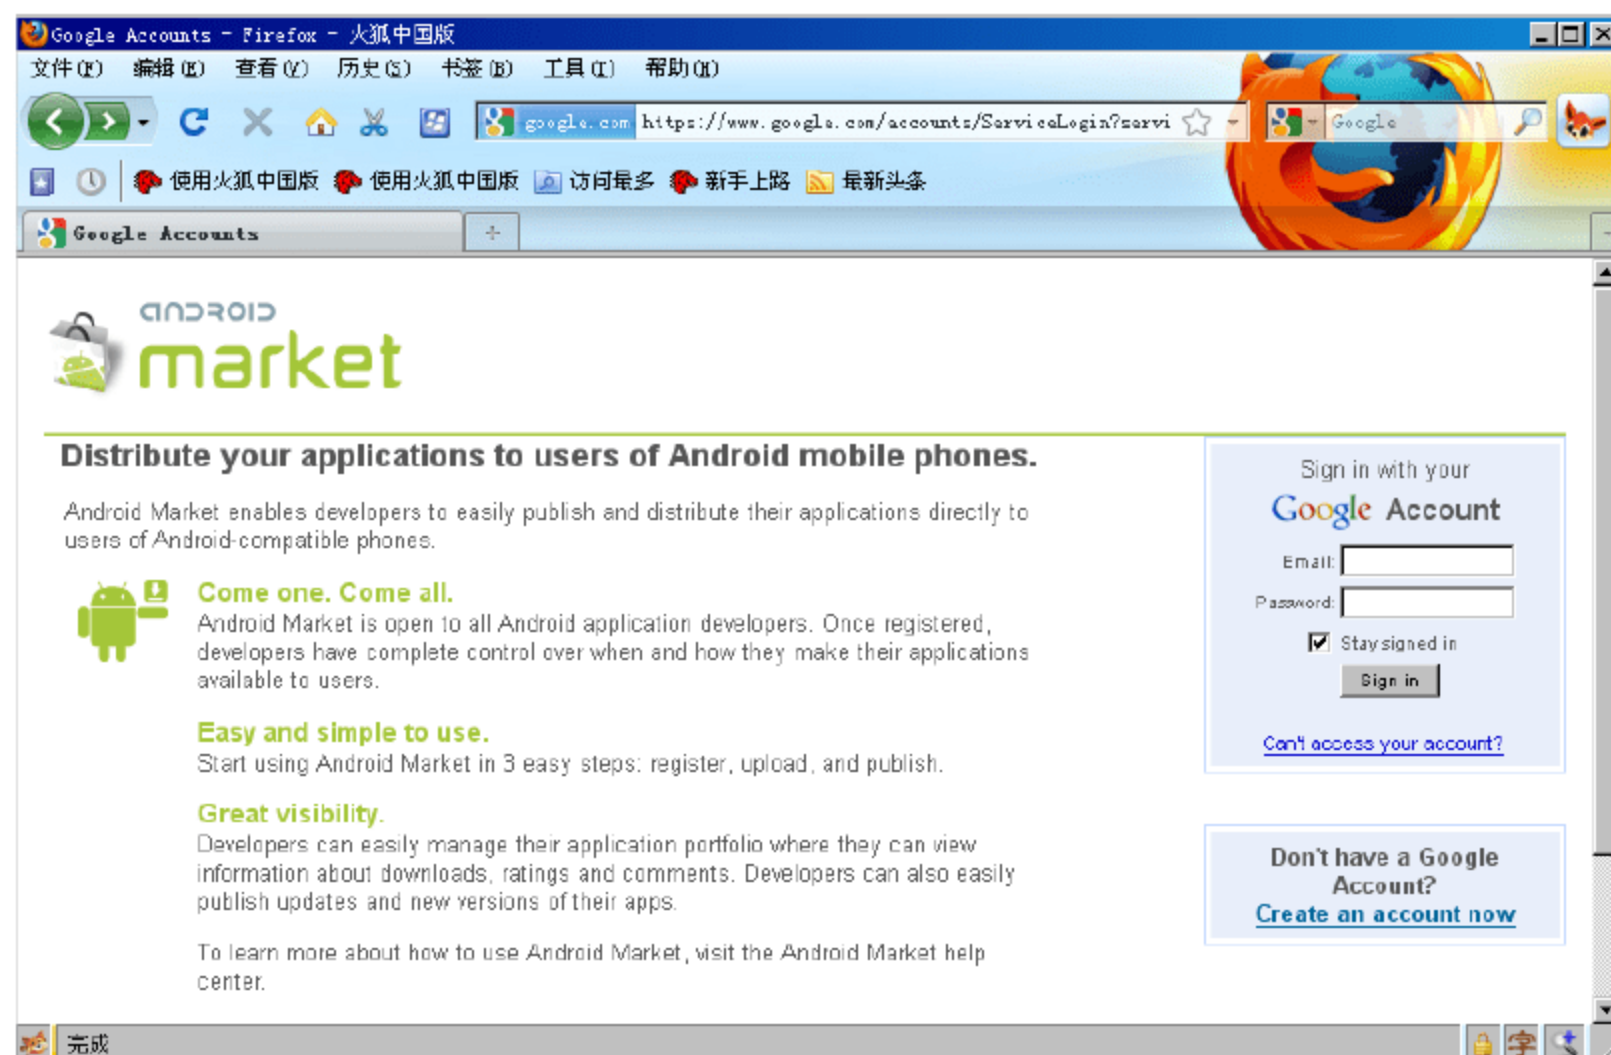 Google Accounts - Firefox - 火狐中国版
文件(F) 编辑(E) 查看(V) 历史(S) 书签(B) 工具(T) 帮助(H)
google.com https://www.google.com/accounts/ServiceLogin?servi Google
使用火狐中国版 使用火狐中国版 访问最多 新手上路 最新头条
Google Accounts
android
market
Distribute your applications to users of Android mobile phones.
Android Market enables developers to easily publish and distribute their applications directly to
users of Android-compatible phones.
Come one. Come all.
Android Market is open to all Android application developers. Once registered,
developers have complete control over when and how they make their applications
available to users.
Easy and simple to use.
Start using Android Market in 3 easy steps: register, upload, and publish.
Great visibility.
Developers can easily manage their application portfolio where they can view
information about downloads, ratings and comments. Developers can also easily
publish updates and new versions of their apps.
To learn more about how to use Android Market, visit the Android Market help
center.
Sign in with your
Google Account
Email:
Password:
Stay signed in
Sign in
Can't access your account?
Don't have a Google
Account?
Create an account now
完成
字